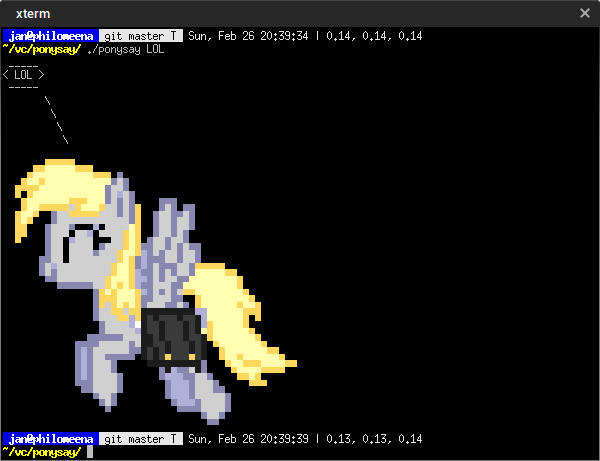 xterm
jan@philomeena git master T Sun, Feb 26 20:39:34 | 0.14, 0.14, 0.14
~/vc/ponysay/ ./ponysay LOL
_____
< LOL >
-----
\
\
\
\
jan@philomeena git master T Sun, Feb 26 20:39:39 | 0.13, 0.13, 0.14
~/vc/ponysay/